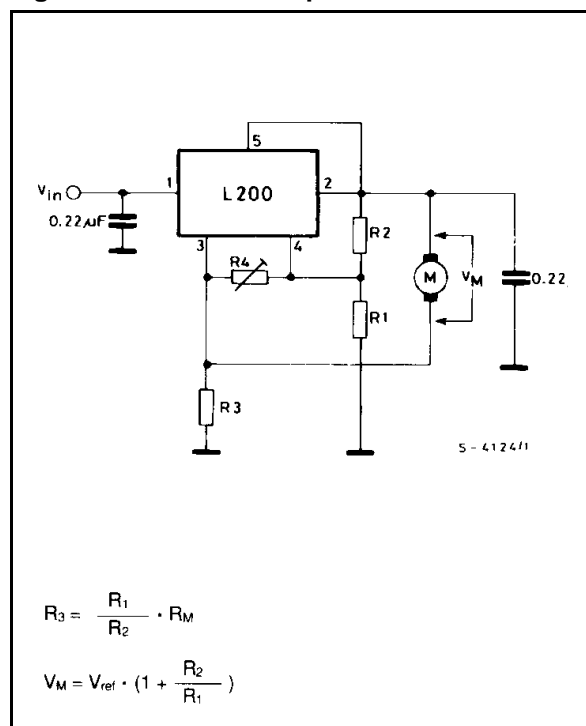 5
V_in
1
L200
2
0.22µF
3
4
R2
R4
M
V_M
0.22
R1
R3
S-4124/1
R₃ = R₁ / R₂ · R_M
V_M = V_ref · (1 + R₂ / R₁ )